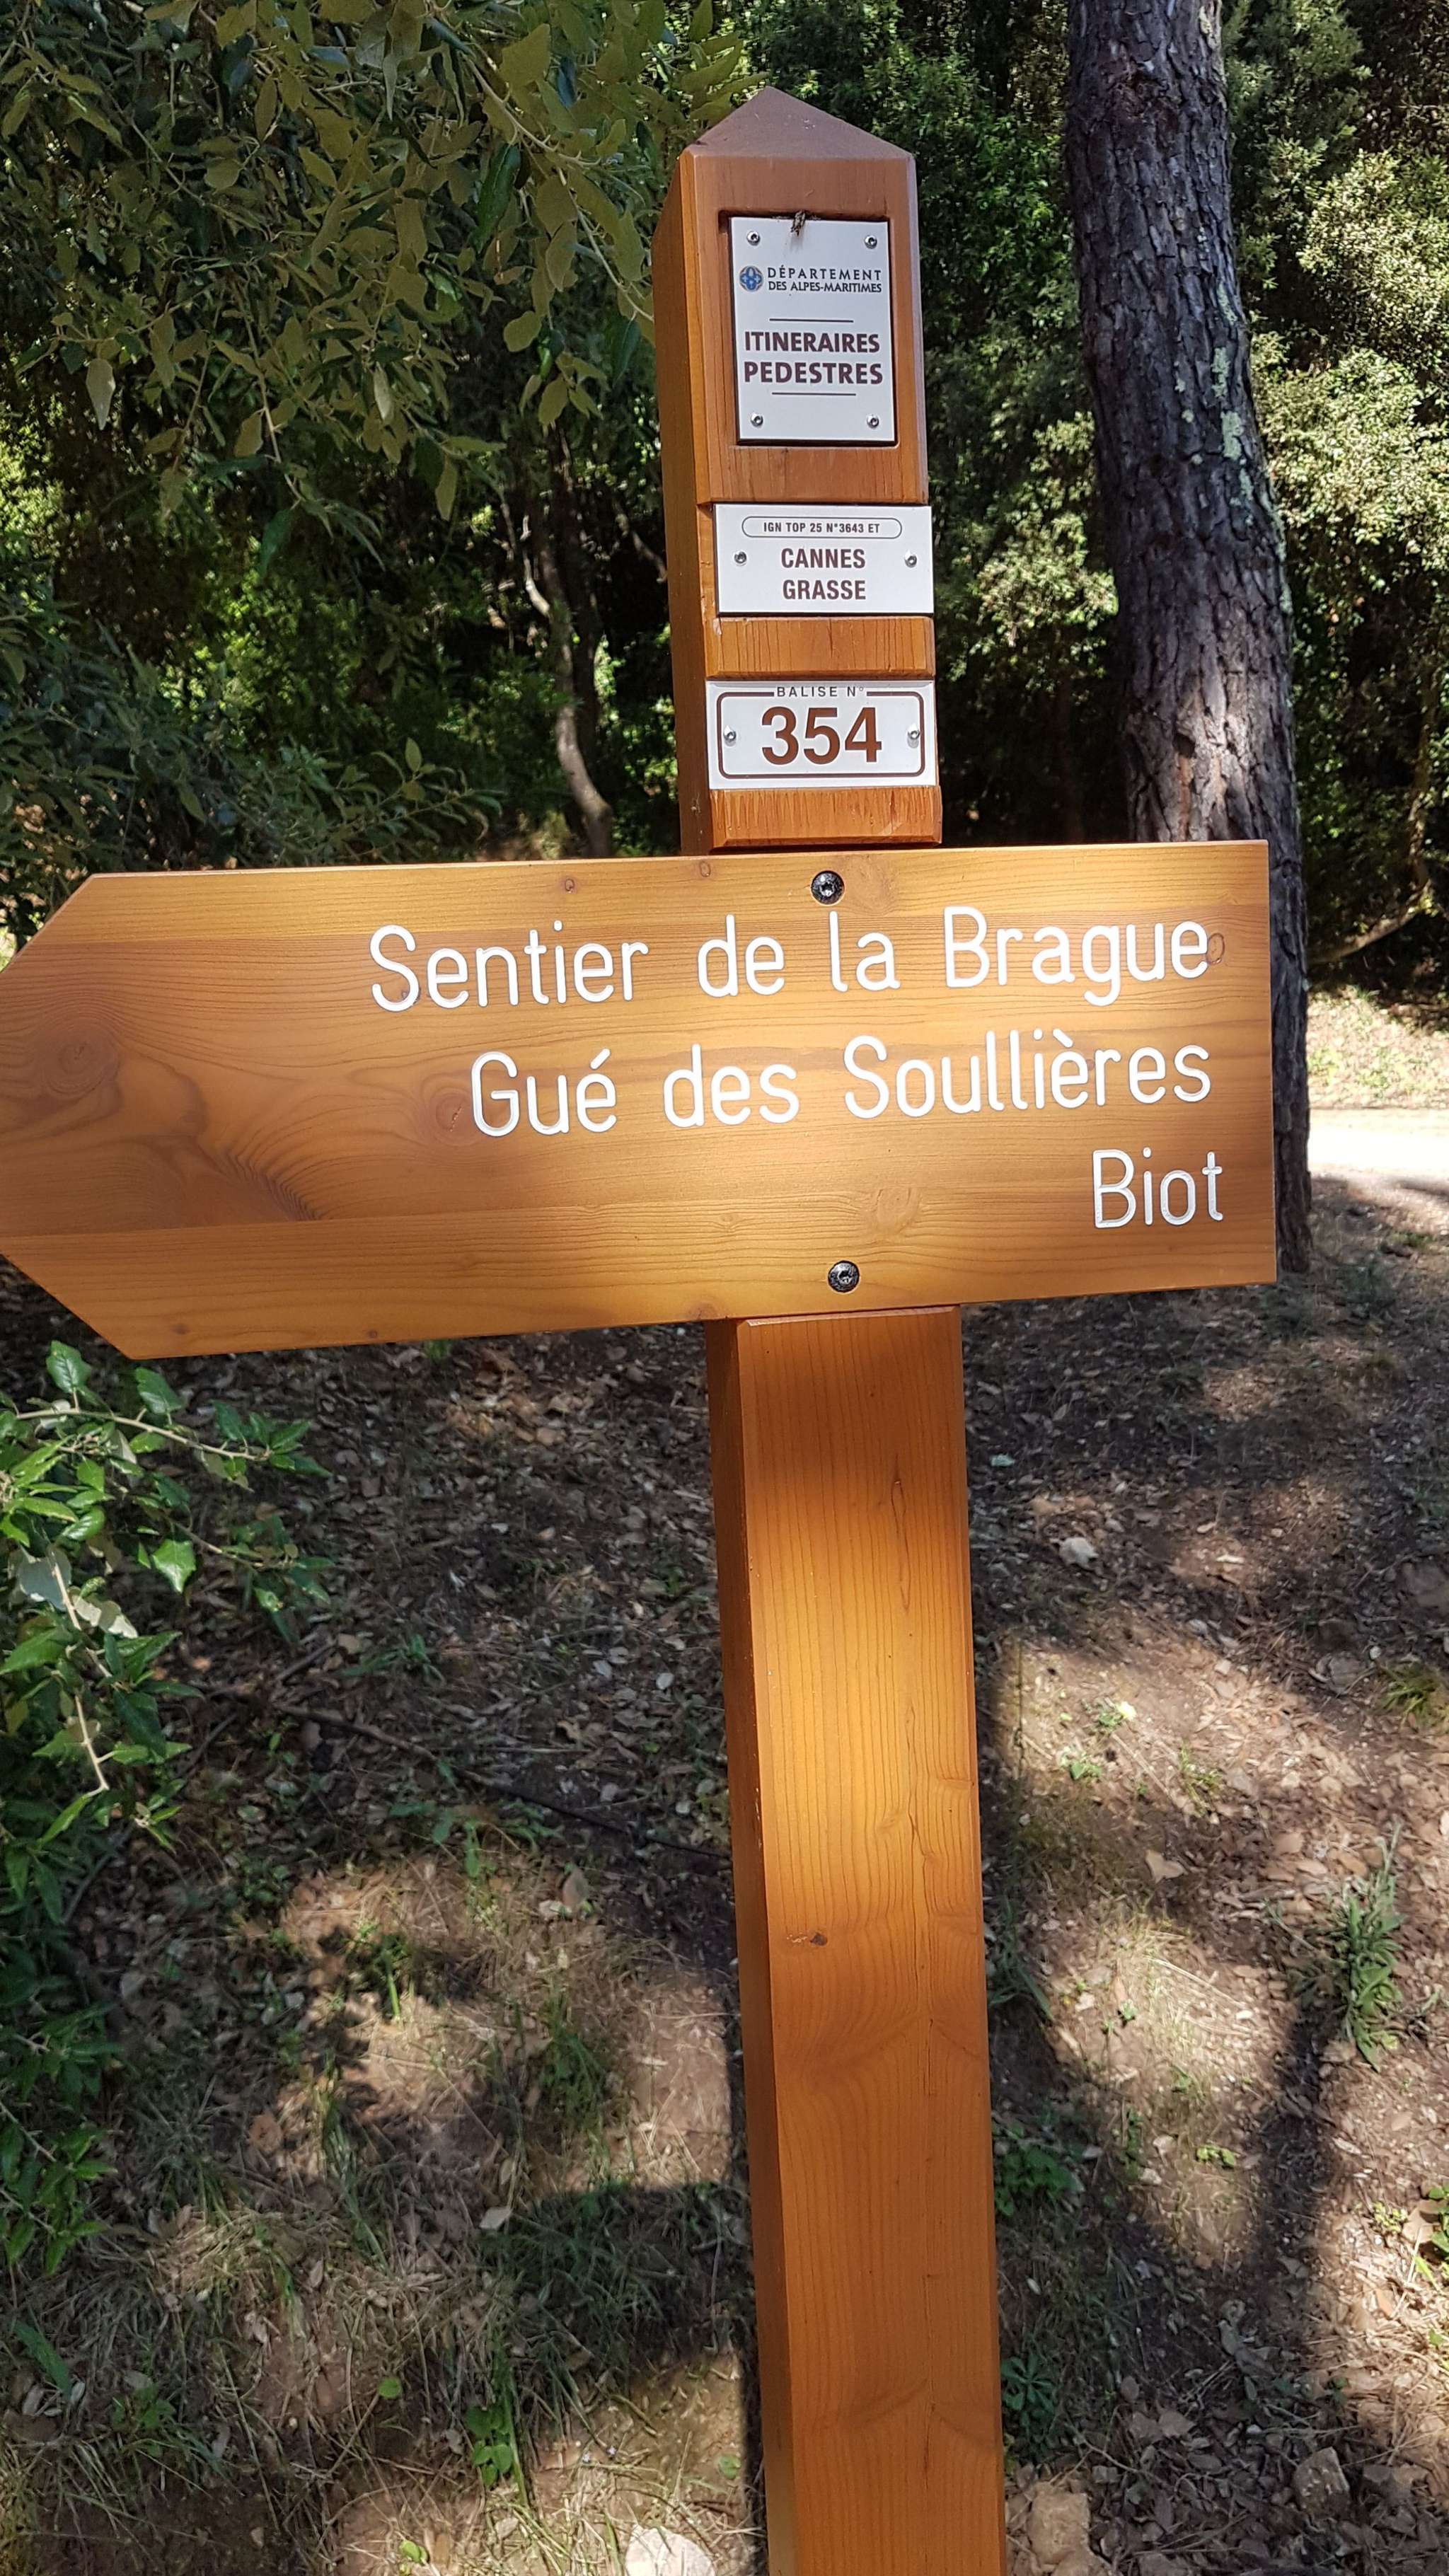 DÉPARTEMENT
DES ALPES-MARITIMES
ITINERAIRES
PEDESTRES
IGN TOP 25 N°3643 ET
CANNES
GRASSE
BALISE N°
354
Sentier de la Brague
Gué des Soullières
Biot